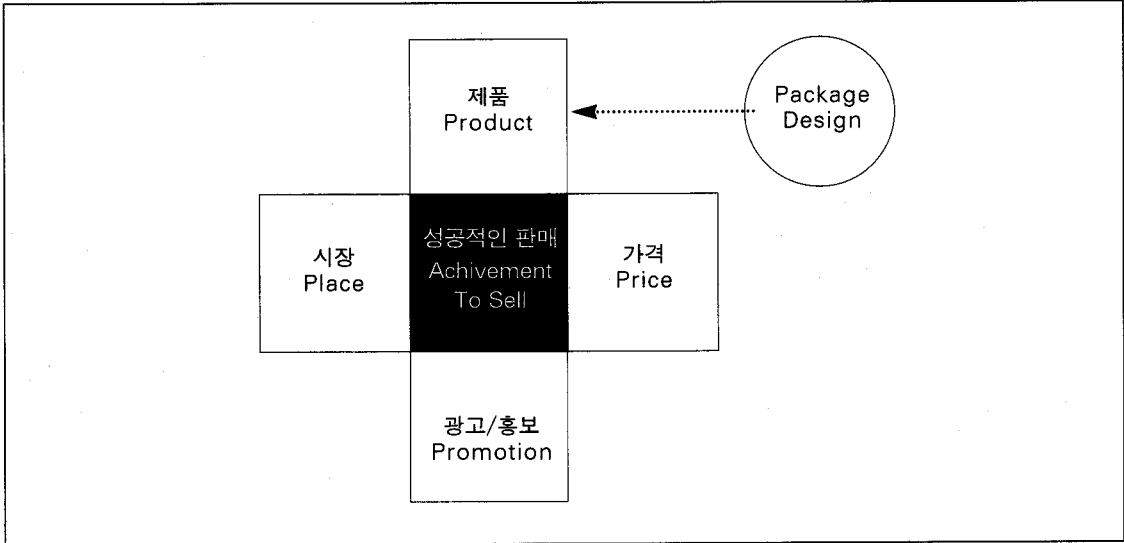 제품
Product
Package
Design
시장
Place
성공적인 판매
Achivement
To Sell
가격
Price
광고/홍보
Promotion